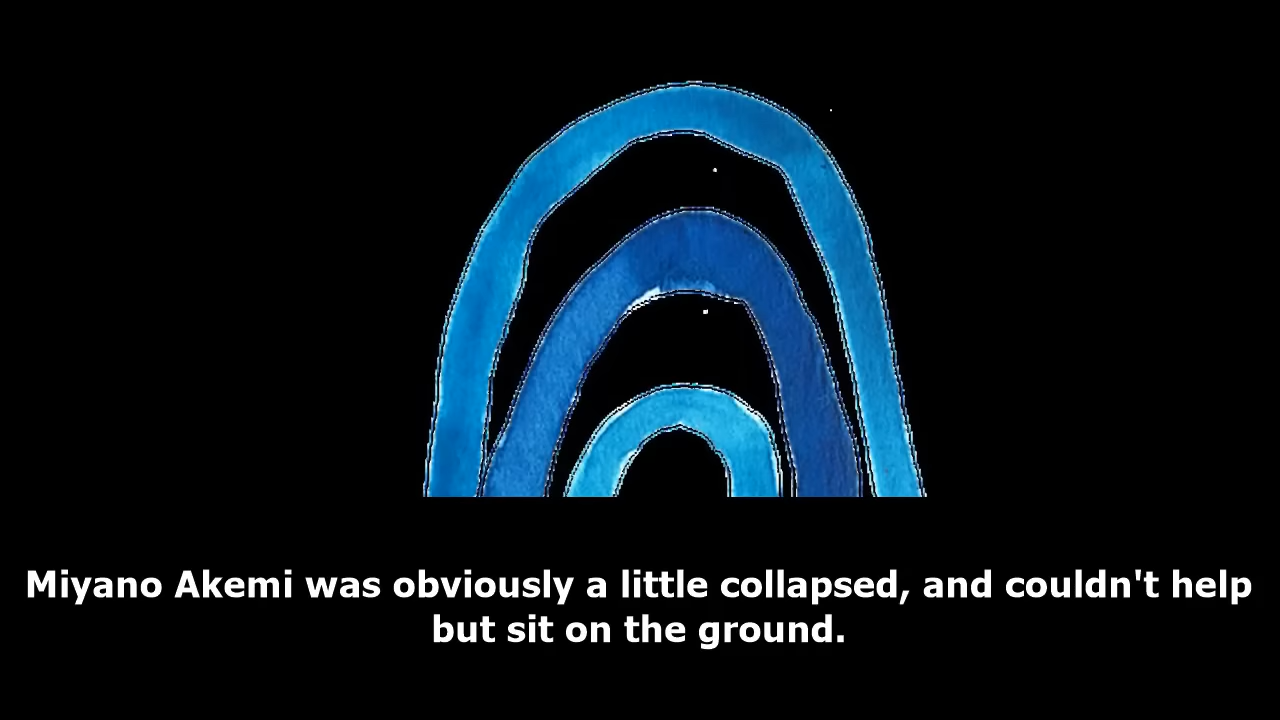 Miyano Akemi was obviously a little collapsed, and couldn't help
but sit on the ground.